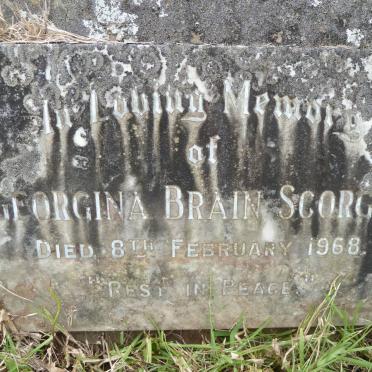 In Loving Memory
of
GEORGINA BRAIN SCORG
DIED 8TH FEBRUARY 1968.
"REST IN PEACE"